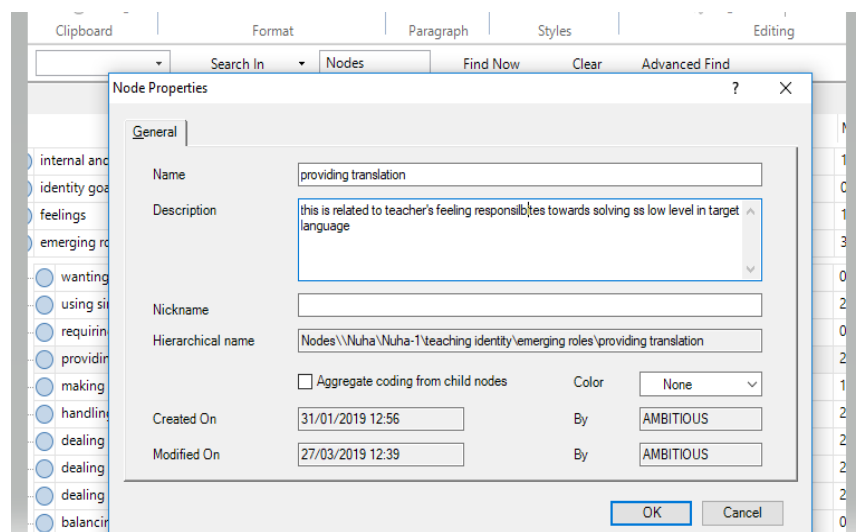 Clipboard Format Paragraph Styles Editing
Search In Nodes Find Now Clear Advanced Find
Node Properties ? X
General
internal and
Name providing translation
identity goa
Description this is related to teacher's feeling responsilbites towards solving ss low level in target
language
feelings
emerging ro
wanting
using si
Nickname
requirin
Hierarchical name Nodes\\Nuha\Nuha-1\teaching identity\emerging roles\providing translation
providin
making
Aggregate coding from child nodes Color None
handling
Created On 31/01/2019 12:56 By AMBITIOUS
dealing
dealing
Modified On 27/03/2019 12:39 By AMBITIOUS
dealing
balancin
OK Cancel